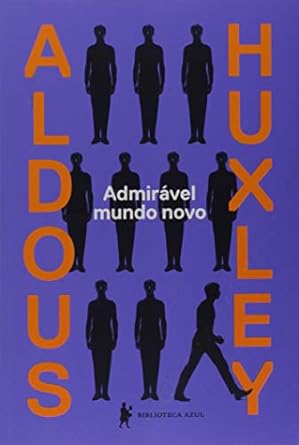 ALDOUS
HUXLEY
Admirável
mundo novo
BIBLIOTECA AZUL